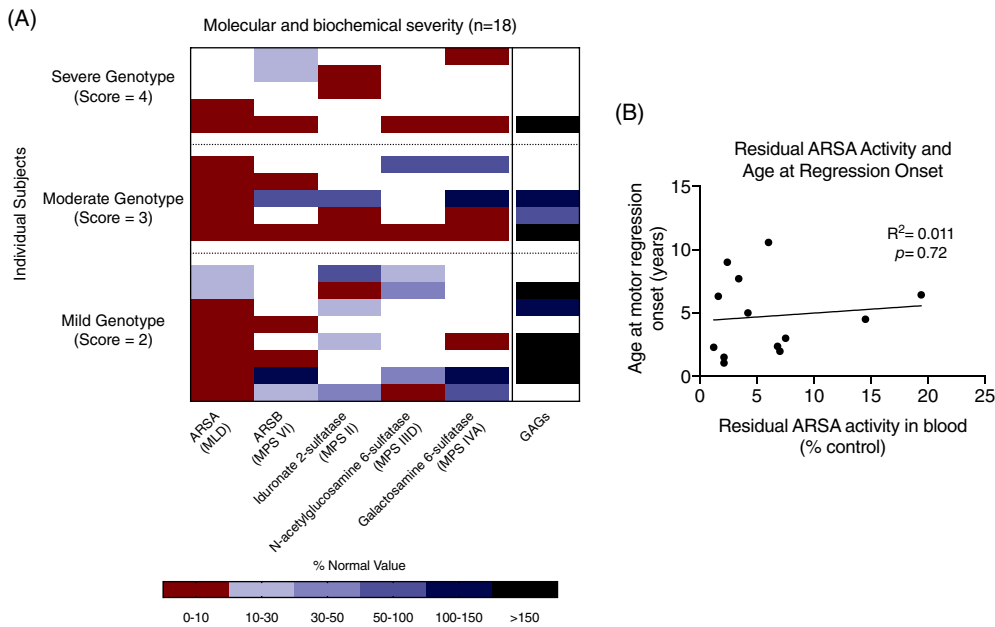 (A)
Molecular and biochemical severity (n=18)
Individual Subjects
Severe Genotype
(Score = 4)
Moderate Genotype
(Score = 3)
Mild Genotype
(Score = 2)
ARSA
(MLD)
ARSB
(MPS VI)
Iduronate 2-sulfatase
(MPS II)
N-acetylglucosamine 6-sulfatase
(MPS IIID)
Galactosamine 6-sulfatase
(MPS IVA)
GAGs
% Normal Value
0-10 10-30 30-50 50-100 100-150 >150
(B)
Residual ARSA Activity and
Age at Regression Onset
Age at motor regression
onset (years)
15
10
5
0
R²= 0.011
p= 0.72
0 5 10 15 20 25
Residual ARSA activity in blood
(% control)